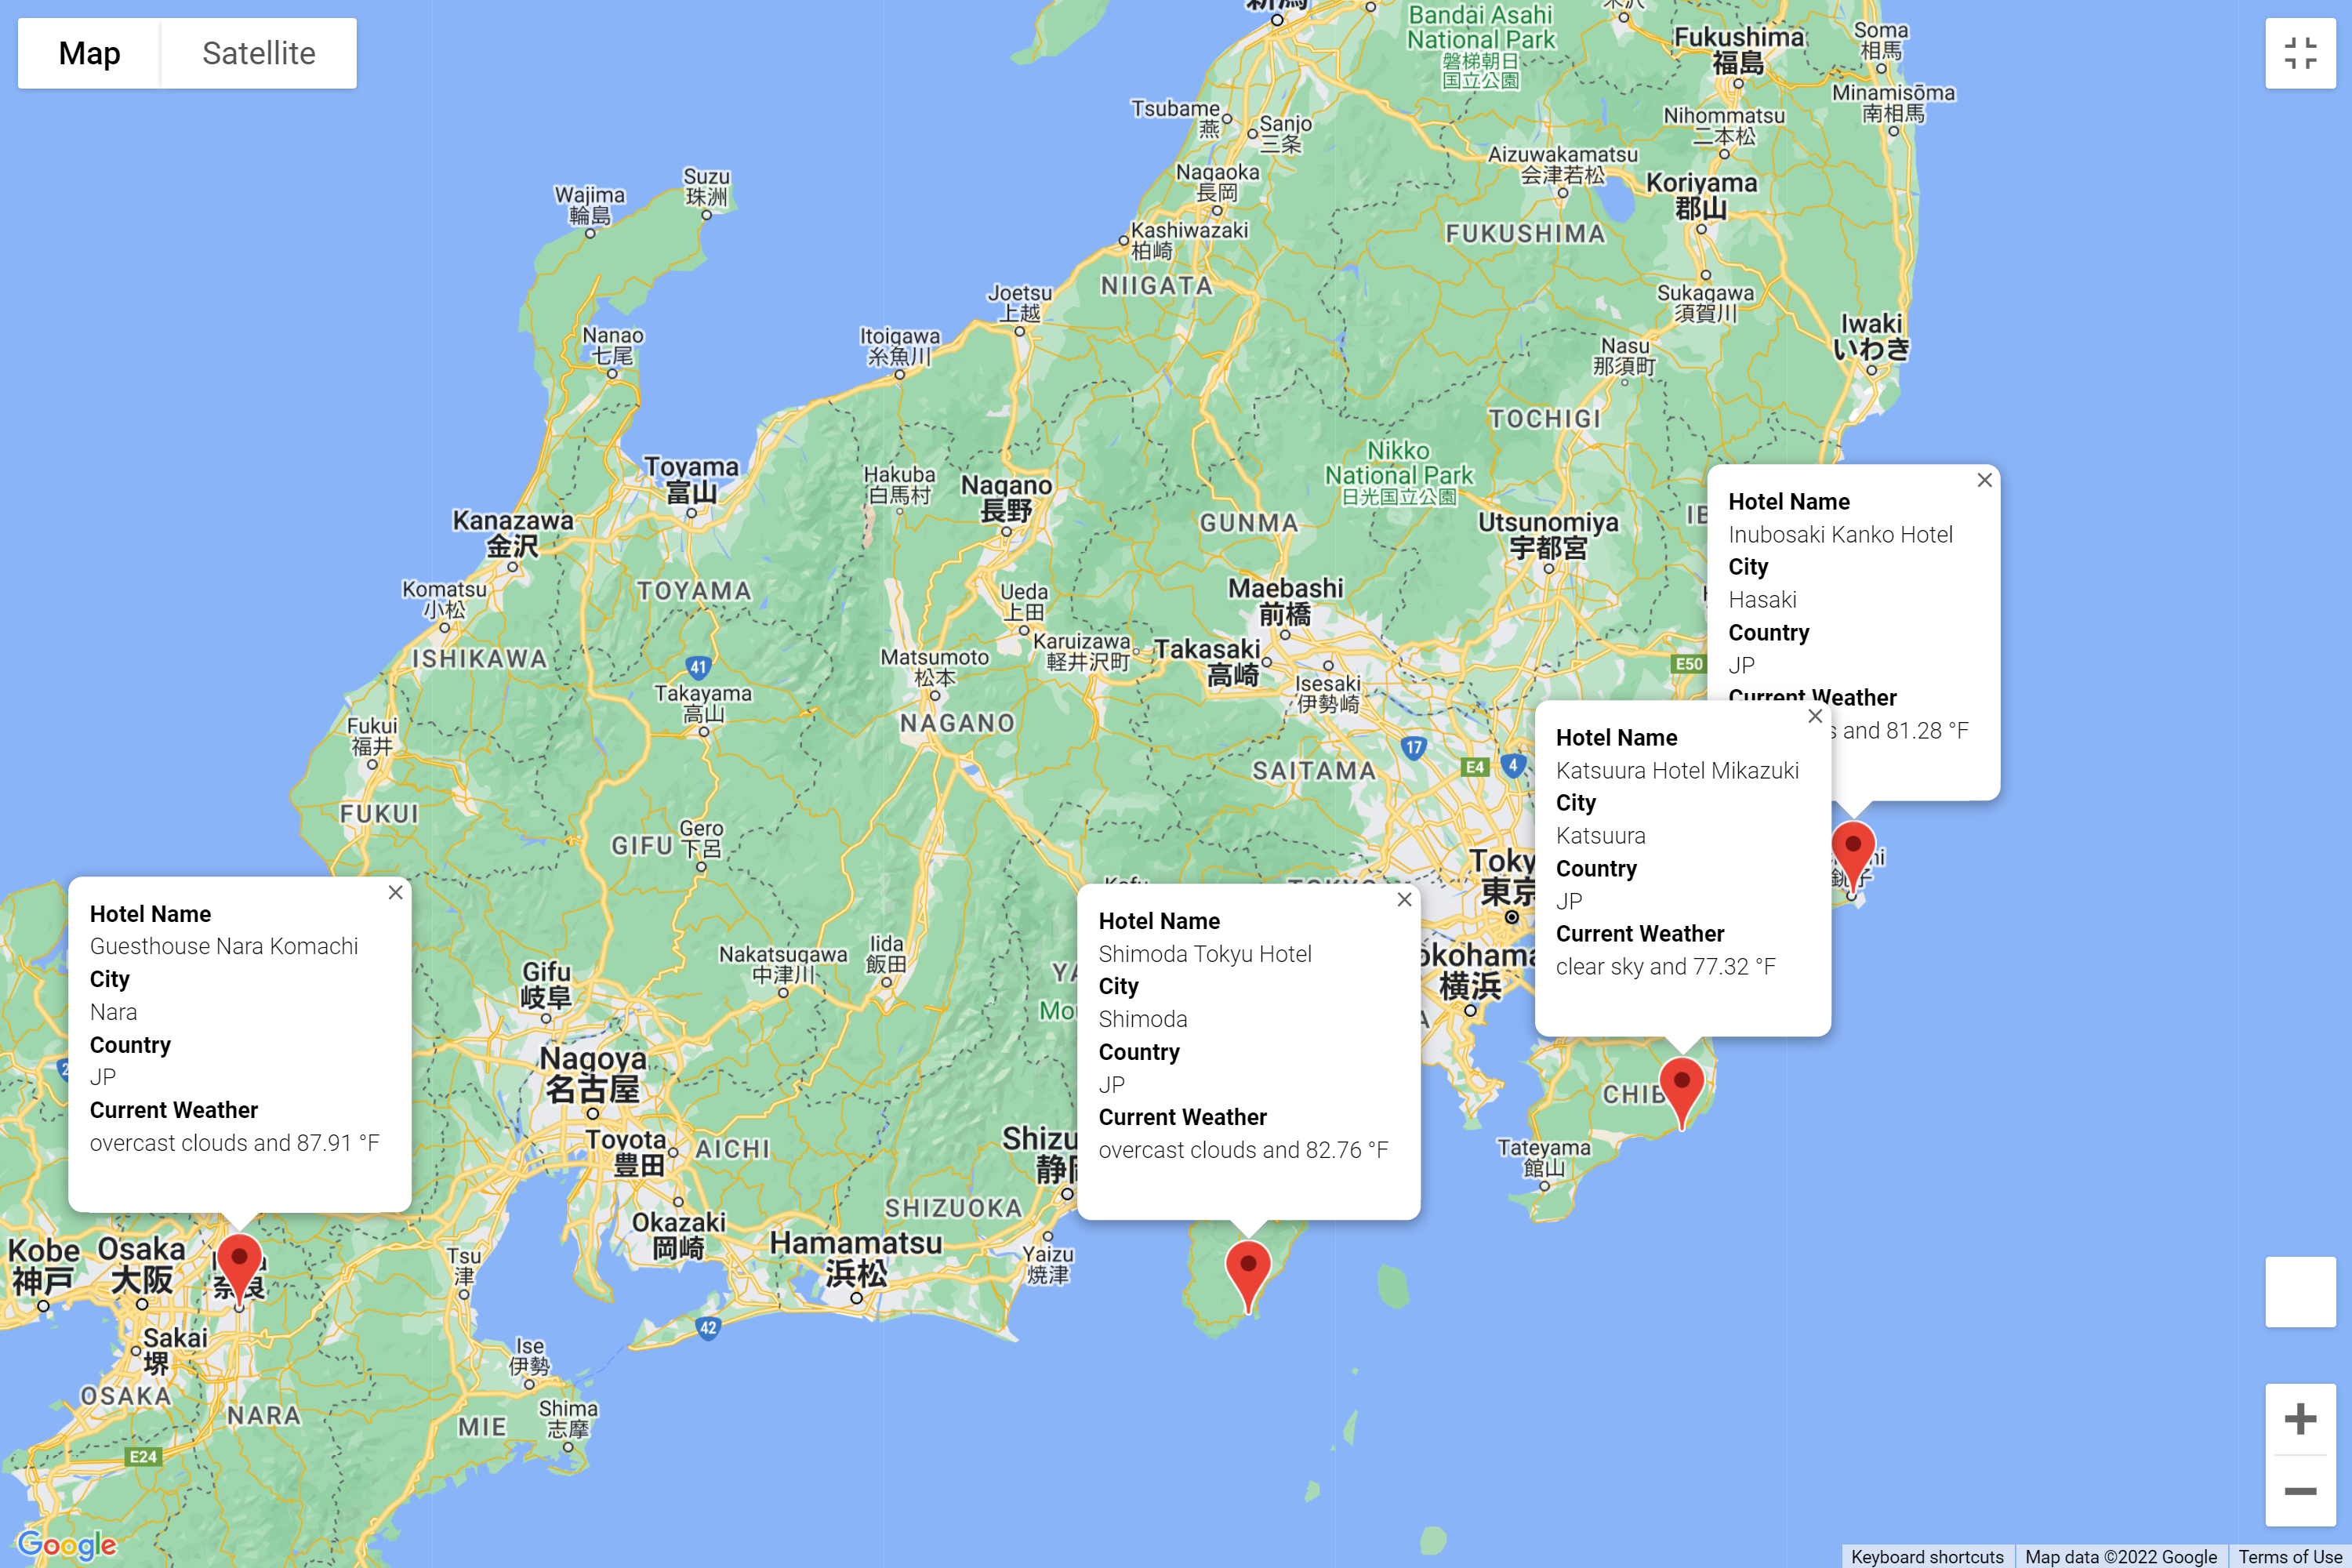 Map
Satellite
Bandai Asahi
National Park
磐梯朝日
国立公園
Fukushima
福島
Soma
相馬
Minamisōma
南相馬
Tsubame
燕
Sanjo
三条
Nihommatsu
二本松
Aizuwakamatsu
会津若松
Nagaoka
長岡
Koriyama
郡山
Suzu
珠洲
Wajima
輪島
Kashiwazaki
柏崎
FUKUSHIMA
NIIGATA
Joetsu
上越
Sukagawa
須賀川
Iwaki
いわき
Nanao
七尾
Itoigawa
糸魚川
Nasu
那須町
TOCHIGI
Nikko
National Park
日光国立公園
Toyama
富山
Hakuba
白馬村
Nagano
長野
Kanazawa
金沢
GUNMA
Utsunomiya
宇都宮
Hotel Name
Inubosaki Kanko Hotel
City
Hasaki
Country
JP
Current Weather
and 81.28 °F
Komatsu
小松
TOYAMA
Ueda
上田
Maebashi
前橋
ISHIKAWA
41
Matsumoto
松本
Karuizawa
軽井沢町
Takasaki
高崎
Isesaki
伊勢崎
E50
Takayama
高山
NAGANO
Fukui
福井
17
E4
4
SAITAMA
FUKUI
GIFU
Gero
下呂
Hotel Name
Katsuura Hotel Mikazuki
City
Katsuura
Country
JP
Current Weather
clear sky and 77.32 °F
東京
横浜
Hotel Name
Guesthouse Nara Komachi
City
Nara
Country
JP
Current Weather
overcast clouds and 87.91 °F
Hotel Name
Shimoda Tokyu Hotel
City
Shimoda
Country
JP
Current Weather
overcast clouds and 82.76 °F
Nakatsugawa
中津川
Iida
飯田
Gifu
岐阜
Nagoya
名古屋
Toyota
豊田
AICHI
Tateyama
館山
SHIZUOKA
Okazaki
岡崎
Hamamatsu
浜松
Yaizu
焼津
Kobe
神戸
Osaka
大阪
Tsu
津
42
Sakai
堺
Ise
伊勢
OSAKA
NARA
MIE
Shima
志摩
E24
Google
Keyboard shortcuts
Map data ©2022 Google
Terms of Use